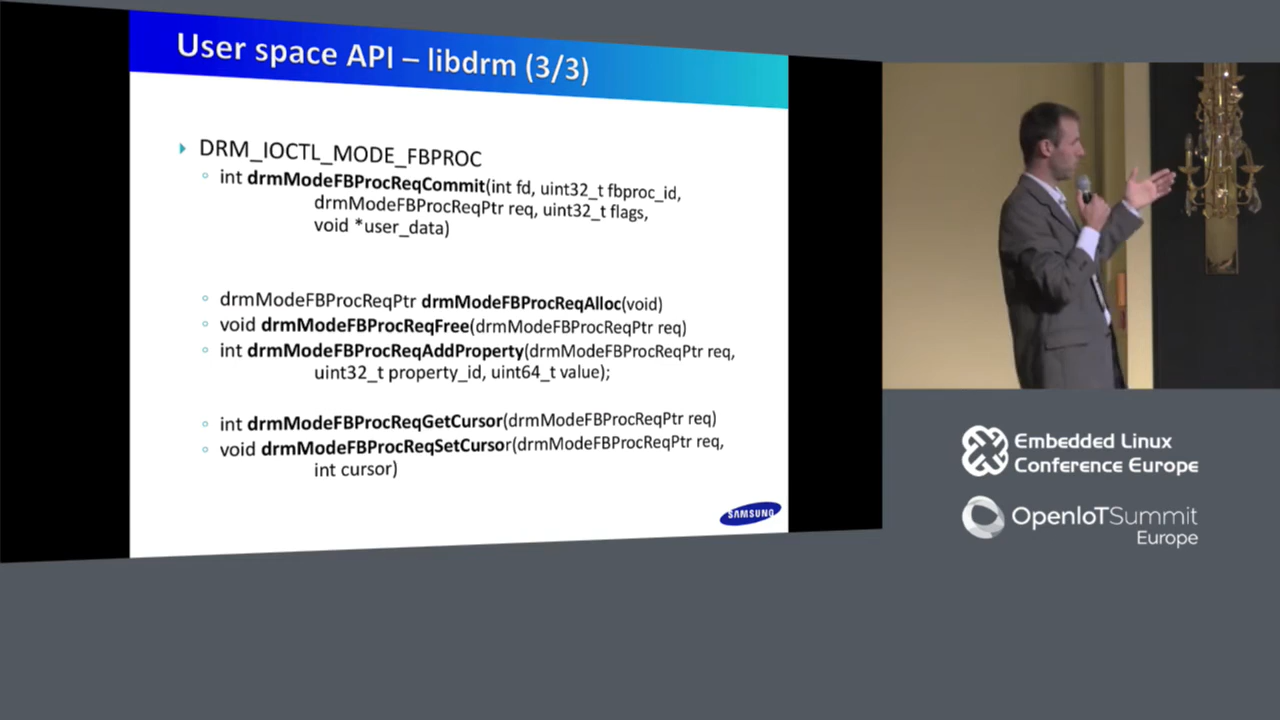 User space API – libdrm (3/3)
DRM_IOCTL_MODE_FBPROC
int drmModeFBProcReqCommit(int fd, uint32_t fbproc_id,
drmModeFBProcReqPtr req, uint32_t flags,
void *user_data)
drmModeFBProcReqPtr drmModeFBProcReqAlloc(void)
void drmModeFBProcReqFree(drmModeFBProcReqPtr req)
int drmModeFBProcReqAddProperty(drmModeFBProcReqPtr req,
uint32_t property_id, uint64_t value);
int drmModeFBProcReqGetCursor(drmModeFBProcReqPtr req)
void drmModeFBProcReqSetCursor(drmModeFBProcReqPtr req,
int cursor)
SAMSUNG
Embedded Linux
Conference Europe
OpenIoTSummit
Europe